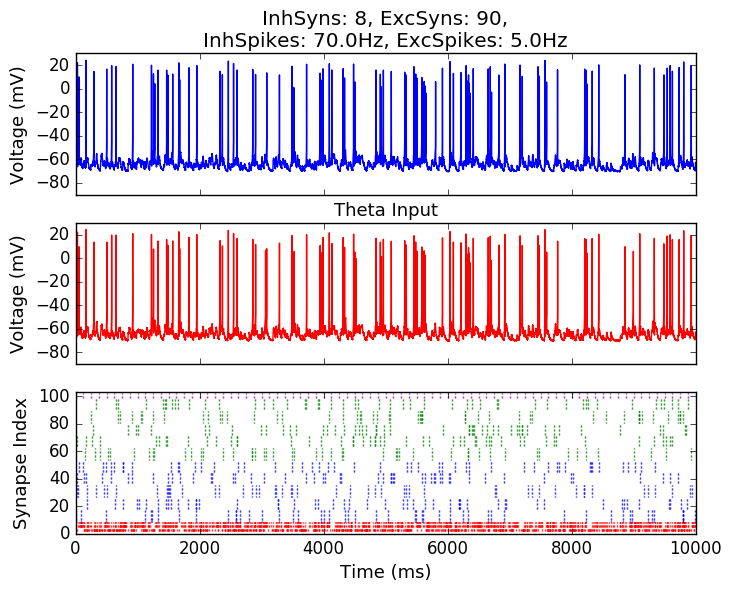 InhSyns: 8, ExcSyns: 90,
InhSpikes: 70.0Hz, ExcSpikes: 5.0Hz
20
0
−20
−40
−60
−80
Voltage (mV)
Theta Input
20
0
−20
−40
−60
−80
Voltage (mV)
100
80
60
40
20
0
Synapse Index
0 2000 4000 6000 8000 10000
Time (ms)